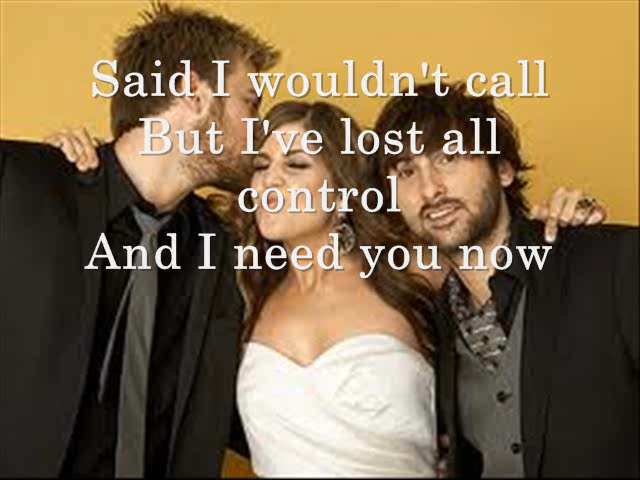 Said I wouldn't call
But I've lost all
control
And I need you now